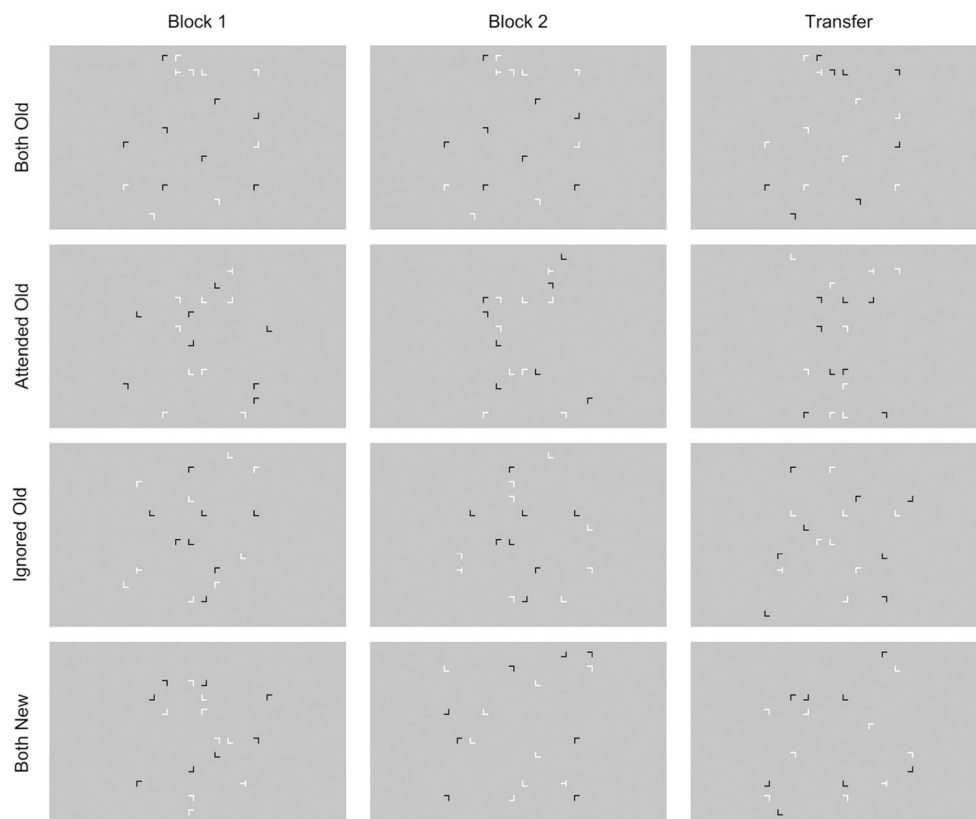 Block 1
Block 2
Transfer
Both Old
Attended Old
Ignored Old
Both New